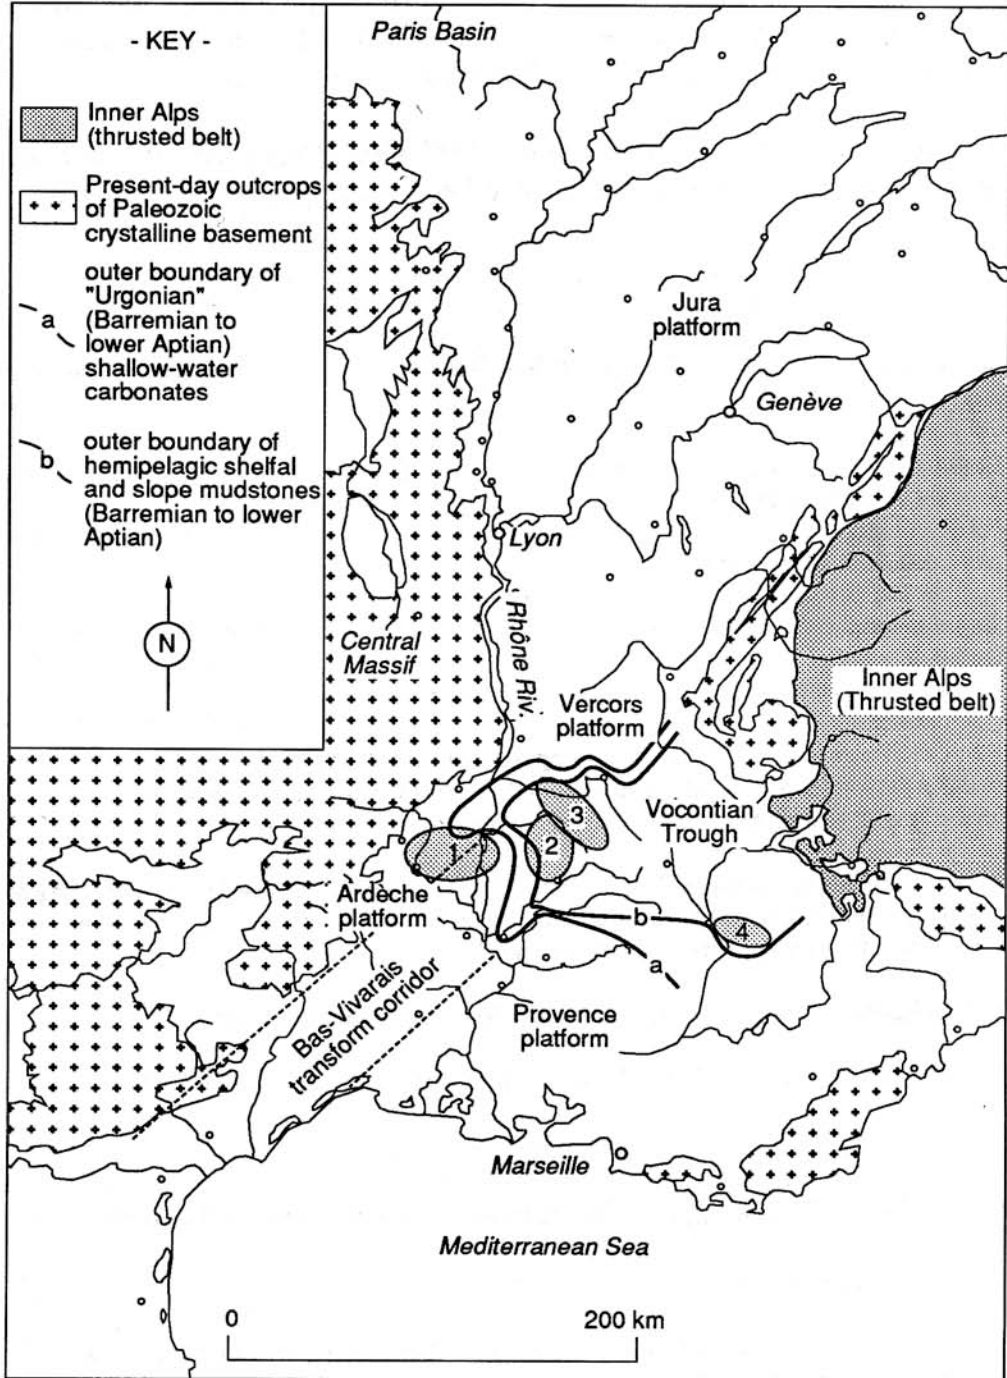 - KEY -
Inner Alps
(thrusted belt)
Present-day outcrops
of Paleozoic
crystalline basement
a
outer boundary of
"Urgonian"
(Barremian to
lower Aptian)
shallow-water
carbonates
b
outer boundary of
hemipelagic shelfal
and slope mudstones
(Barremian to lower
Aptian)
N
Paris Basin
Jura
platform
Genève
Lyon
Rhône Riv.
Central
Massif
Inner Alps
(Thrusted belt)
Vercors
platform
Vocontian
Trough
3
1
2
Ardèche
platform
b
4
a
Bas-Vivarais
transform corridor
Provence
platform
Marseille
Mediterranean Sea
0
200 km